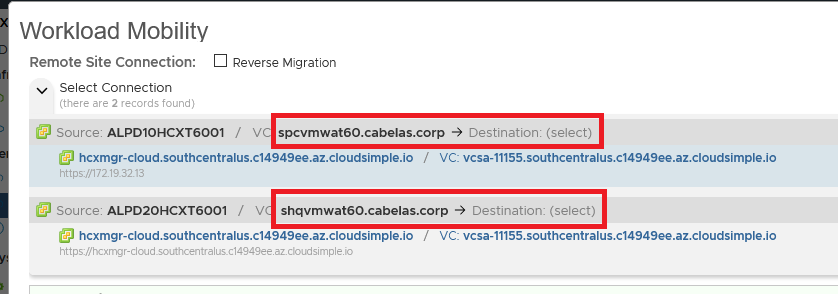 Workload Mobility
Remote Site Connection: Reverse Migration
Select Connection
(there are 2 records found)
Source: ALPD10HCXT6001 / VC: spcvmwat60.cabelas.corp → Destination: (select)
hcxmgr-cloud.southcentralus.c14949ee.az.cloudsimple.io / VC: vcsa-11155.southcentralus.c14949ee.az.cloudsimple.io
https://172.19.32.13
Source: ALPD20HCXT6001 / VC shqvmwat60.cabelas.corp → Destination: (select)
hcxmgr-cloud.southcentralus.c14949ee.az.cloudsimple.io / VC: vcsa-11155.southcentralus.c14949ee.az.cloudsimple.io
https://hcxmgr-cloud.southcentralus.c14949ee.az.cloudsimple.io